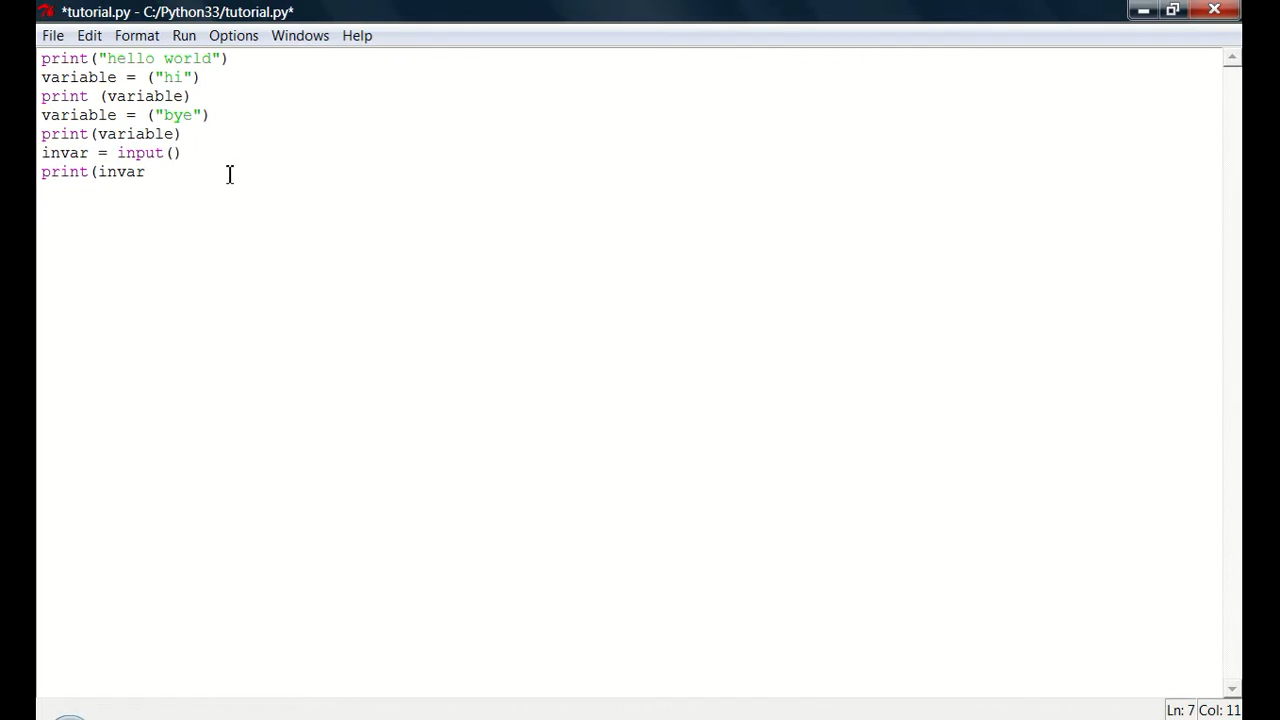 *tutorial.py - C:/Python33/tutorial.py*
File Edit Format Run Options Windows Help
print("hello world")
variable = ("hi")
print (variable)
variable = ("bye")
print(variable)
invar = input()
print(invar
Ln: 7 Col: 11